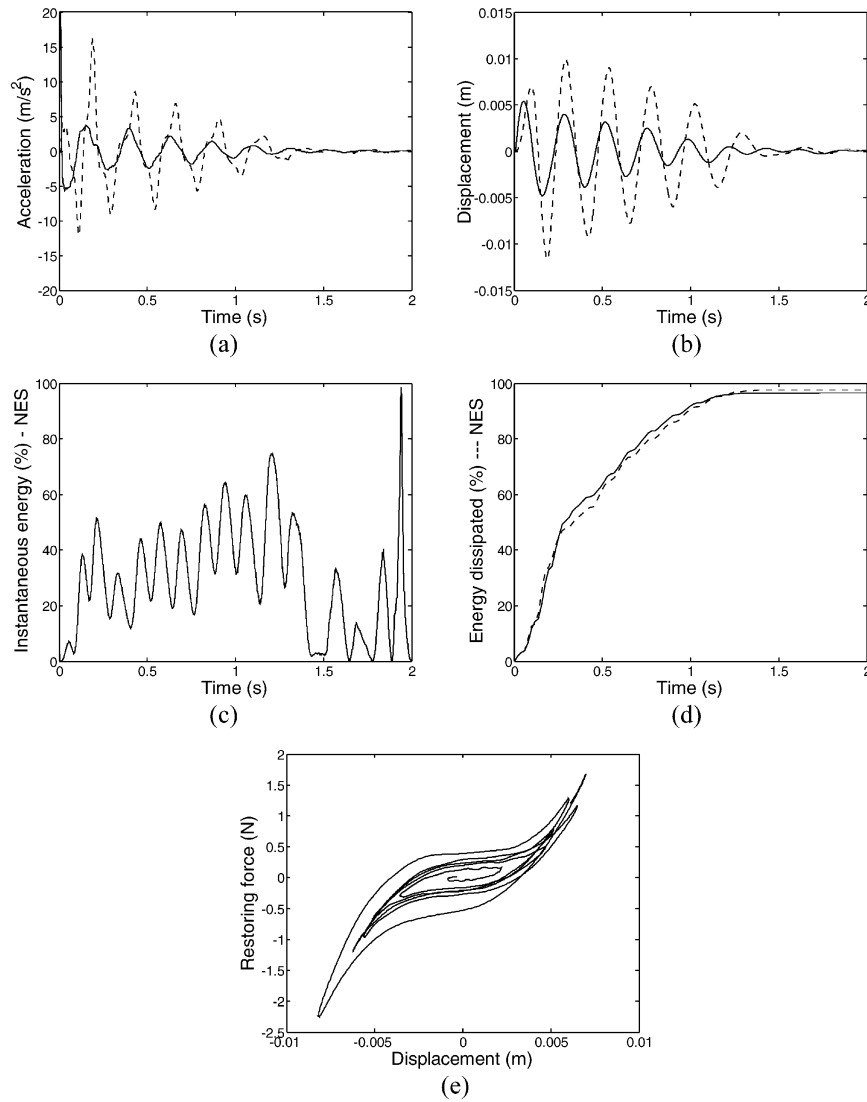 20
15
10
5
0
-5
-10
-15
-20
Acceleration (m/s²)
0 0.5 1 1.5 2
Time (s)
(a)
0.015
0.01
0.005
0
-0.005
-0.01
-0.015
Displacement (m)
0 0.5 1 1.5 2
Time (s)
(b)
100
80
60
40
20
0
Instantaneous energy (%) - NES
0 0.5 1 1.5 2
Time (s)
(c)
100
80
60
40
20
0
Energy dissipated (%) --- NES
0 0.5 1 1.5 2
Time (s)
(d)
2
1.5
1
0.5
0
-0.5
-1
-1.5
-2
-2.5
Restoring force (N)
-0.01 -0.005 0 0.005 0.01
Displacement (m)
(e)